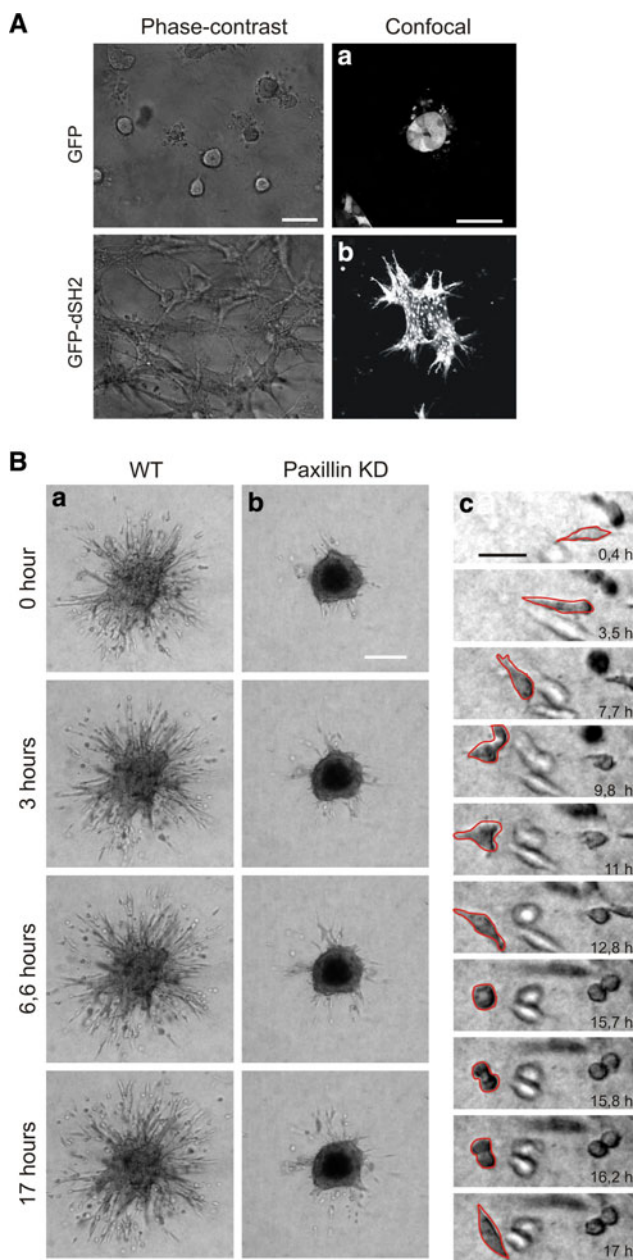 A
Phase-contrast
Confocal
GFP
a
GFP-dSH2
b
B
WT
Paxillin KD
a
b
c
0 hour
3 hours
6,6 hours
17 hours
0,4 h
3,5 h
7,7 h
9,8 h
11 h
12,8 h
15,7 h
15,8 h
16,2 h
17 h